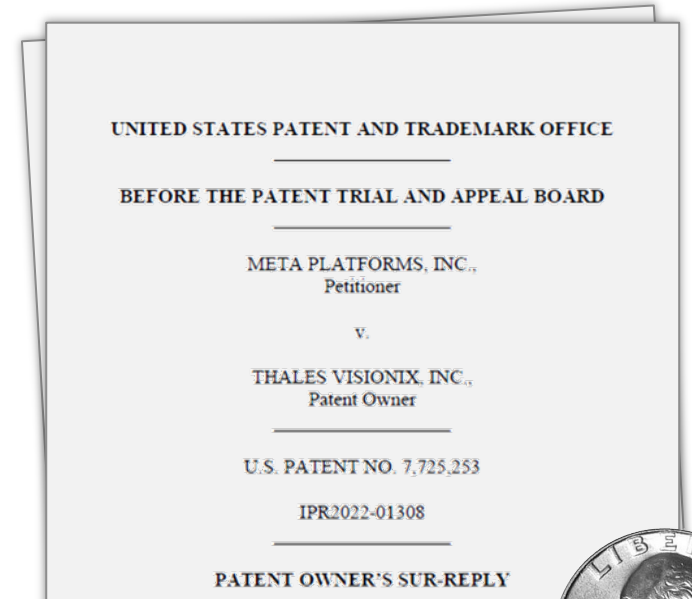 UNITED STATES PATENT AND TRADEMARK OFFICE
BEFORE THE PATENT TRIAL AND APPEAL BOARD
META PLATFORMS, INC.,
Petitioner
v.
THALES VISIONIX, INC.,
Patent Owner
U.S. PATENT NO. 7,725,253
IPR2022-01308
PATENT OWNER'S SUR-REPLY
LIBE